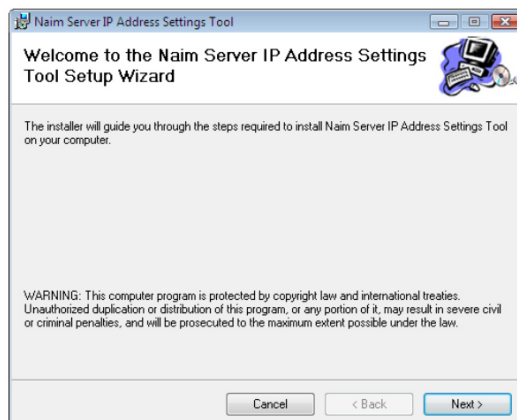 Naim Server IP Address Settings Tool
Welcome to the Naim Server IP Address Settings
Tool Setup Wizard
The installer will guide you through the steps required to install Naim Server IP Address Settings Tool
on your computer.
WARNING: This computer program is protected by copyright law and international treaties.
Unauthorized duplication or distribution of this program, or any portion of it, may result in severe civil
or criminal penalties, and will be prosecuted to the maximum extent possible under the law.
Cancel
< Back
Next >